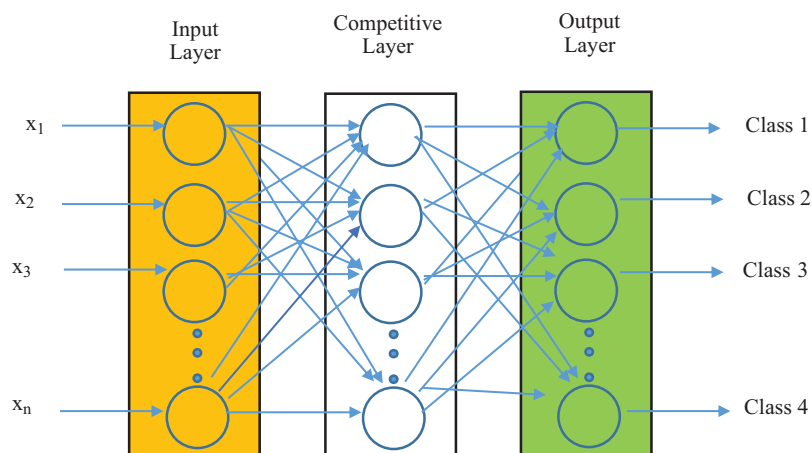 Input
Layer
Competitive
Layer
Output
Layer
x1
Class 1
x2
Class 2
x3
Class 3
xn
Class 4